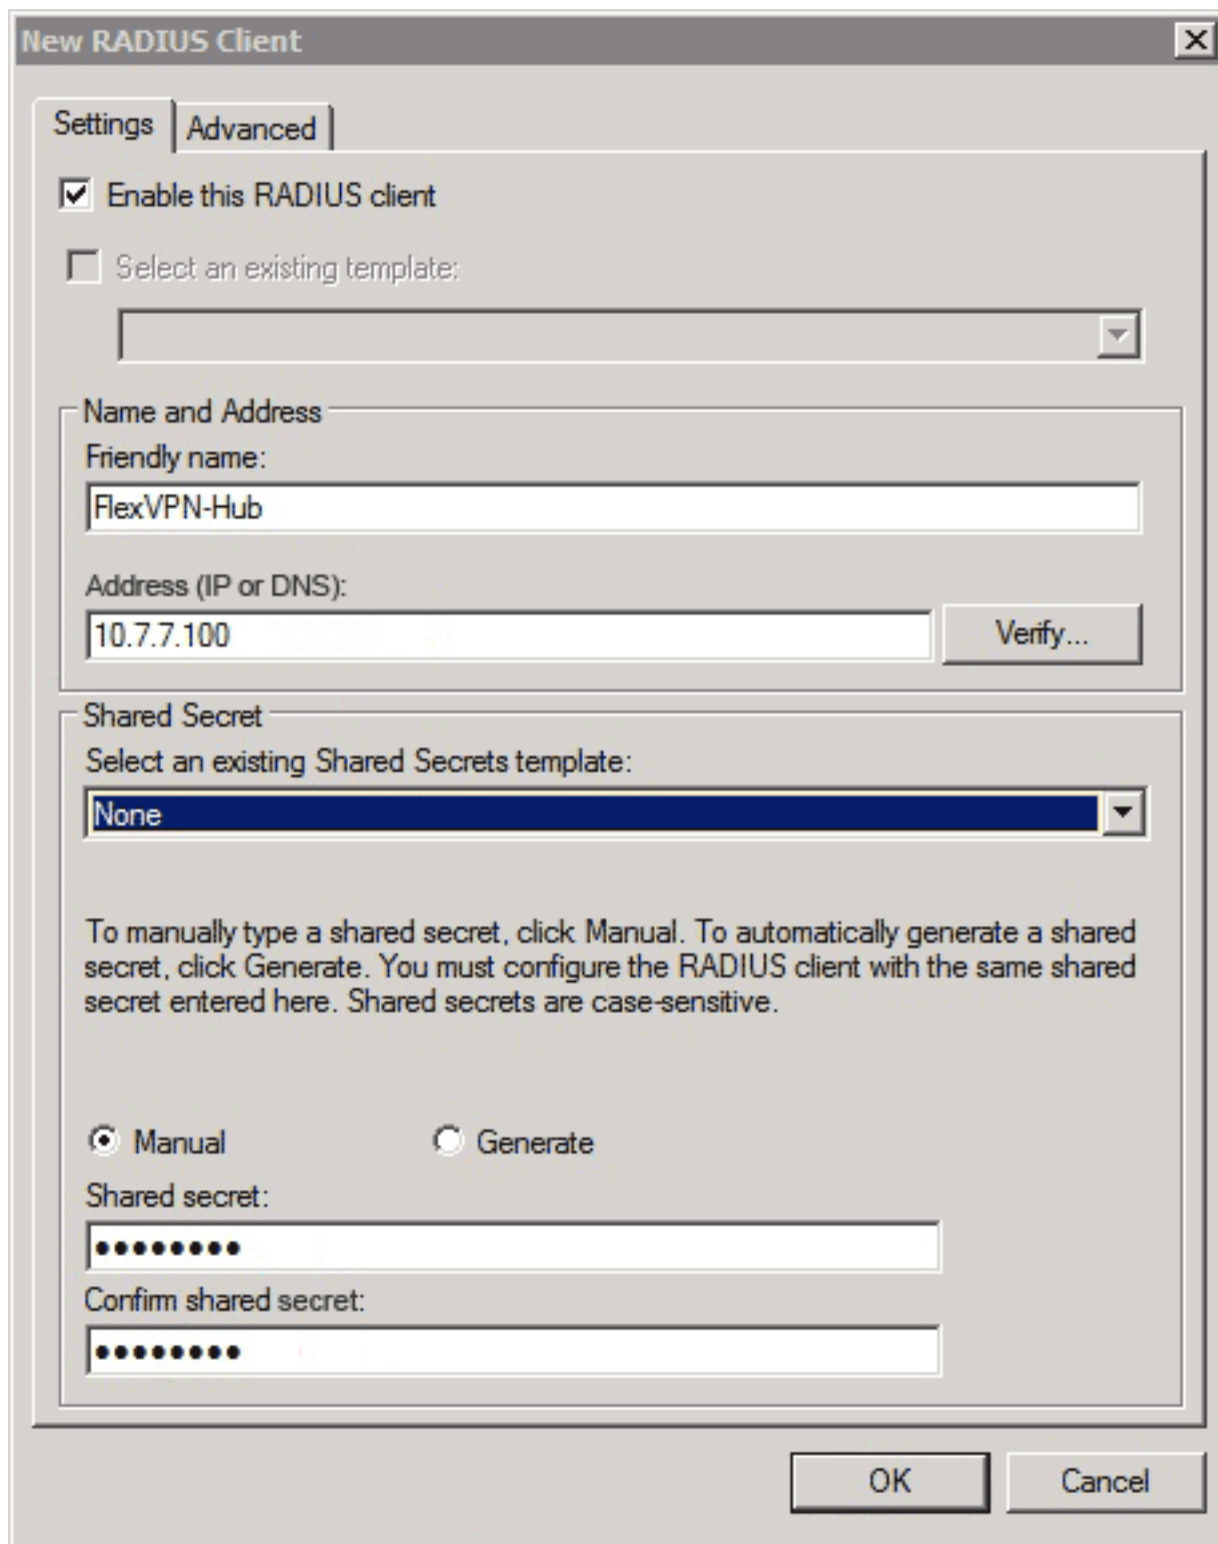 New RADIUS Client
Settings
Advanced
Enable this RADIUS client
Select an existing template:
Name and Address
Friendly name:
FlexVPN-Hub
Address (IP or DNS):
10.7.7.100
Verify...
Shared Secret
Select an existing Shared Secrets template:
None
To manually type a shared secret, click Manual. To automatically generate a shared
secret, click Generate. You must configure the RADIUS client with the same shared
secret entered here. Shared secrets are case-sensitive.
Manual
Generate
Shared secret:
●●●●●●●●
Confirm shared secret:
●●●●●●●●
OK
Cancel